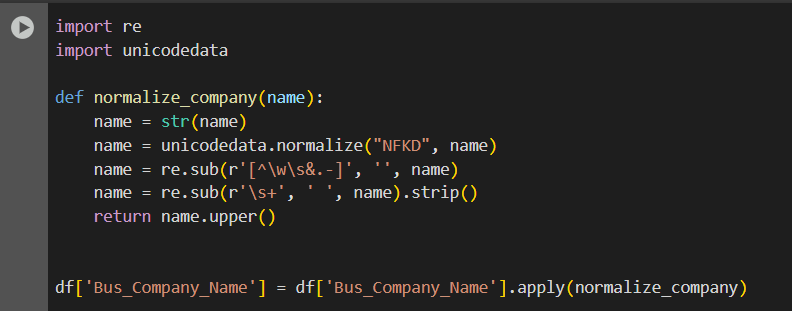 import re
import unicodedata
def normalize_company(name):
    name = str(name)
    name = unicodedata.normalize("NFKD", name)
    name = re.sub(r'[^\w\s&.-]', '', name)
    name = re.sub(r'\s+', ' ', name).strip()
    return name.upper()
df['Bus_Company_Name'] = df['Bus_Company_Name'].apply(normalize_company)